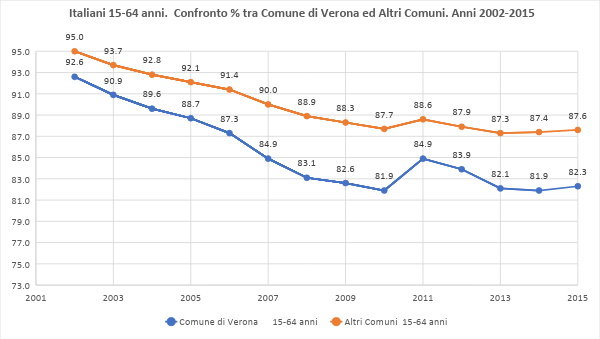 Italiani 15-64 anni. Confronto % tra Comune di Verona ed Altri Comuni. Anni 2002-2015
95.0
93.0
91.0
89.0
87.0
85.0
83.0
81.0
79.0
77.0
75.0
73.0
95.0 93.7 92.8 92.1 91.4 90.0 88.9 88.3 87.7 88.6 87.9 87.3 87.4 87.6
92.6 90.9 89.6 88.7 87.3 84.9 83.1 82.6 81.9 84.9 83.9 82.1 81.9 82.3
2001 2003 2005 2007 2009 2011 2013 2015
Comune di Verona 15-64 anni Altri Comuni 15-64 anni